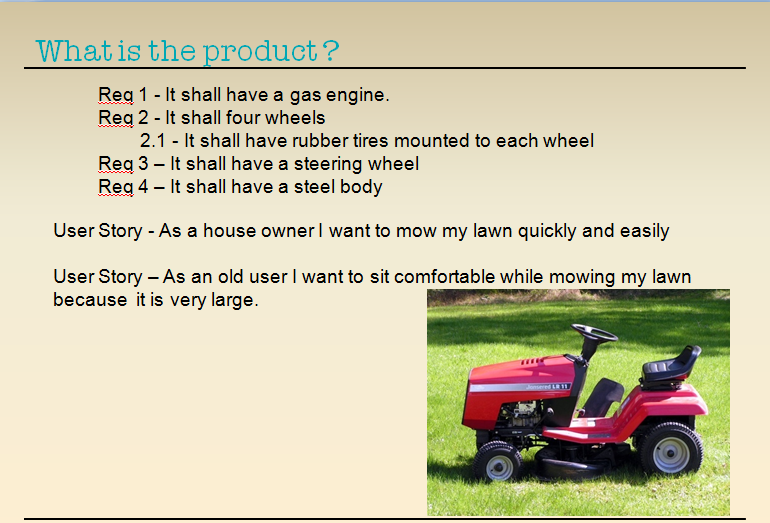 What is the product?
Req 1 - It shall have a gas engine.
Req 2 - It shall four wheels
2.1 - It shall have rubber tires mounted to each wheel
Req 3 – It shall have a steering wheel
Req 4 – It shall have a steel body
User Story - As a house owner I want to mow my lawn quickly and easily
User Story – As an old user I want to sit comfortable while mowing my lawn
because it is very large.
LR 11